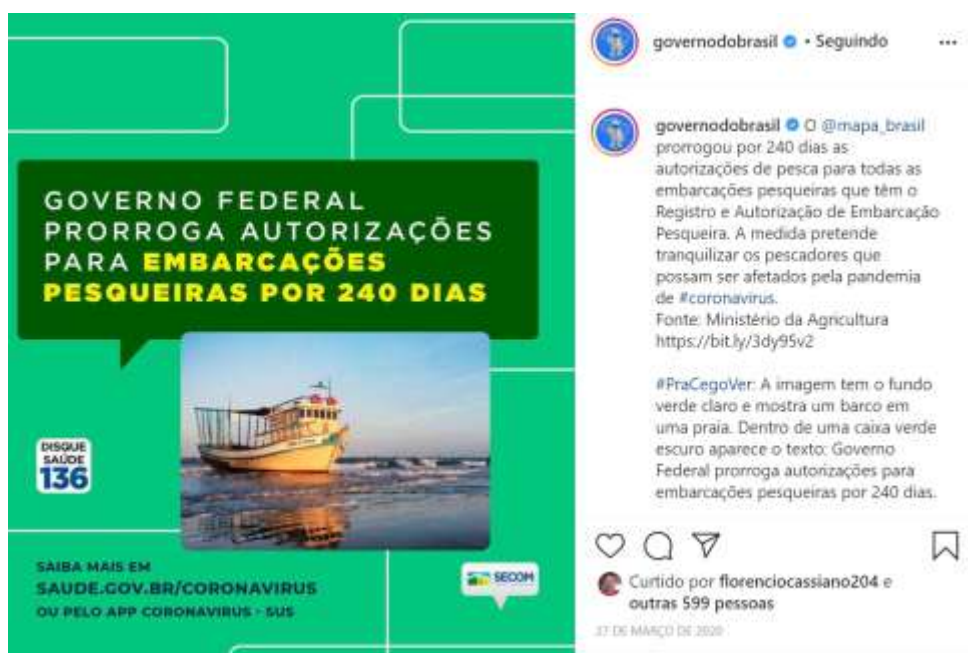 GOVERNO FEDERAL
PRORROGA AUTORIZAÇÕES
PARA EMBARCAÇÕES
PESQUEIRAS POR 240 DIAS
DISQUE
SAÚDE
136
SAIBA MAIS EM
SAUDE.GOV.BR/CORONAVIRUS
OU PELO APP CORONAVIRUS - SUS
SECOM
governodobrasil • Seguindo
governodobrasil O @mapa_brasil
prorrogou por 240 dias as
autorizações de pesca para todas as
embarcações pesqueiras que têm o
Registro e Autorização de Embarcação
Pesqueira. A medida pretende
tranquilizar os pescadores que
possam ser afetados pela pandemia
de #coronavirus.
Fonte: Ministério da Agricultura
https://bit.ly/3dy95v2
#PraCegoVer: A imagem tem o fundo
verde claro e mostra um barco em
uma praia. Dentro de uma caixa verde
escuro aparece o texto: Governo
Federal prorroga autorizações para
embarcações pesqueiras por 240 dias.
Curtido por florenciocassiano204 e
outras 599 pessoas
27 DE MARÇO DE 2020